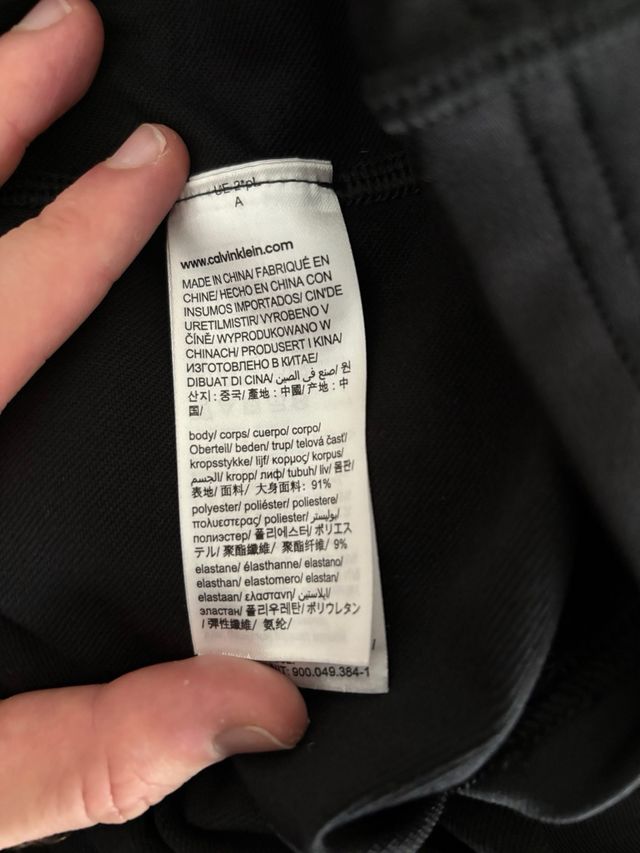 UE 2*pl.
A
www.calvinklein.com
MADE IN CHINA/ FABRIQUÉ EN
CHINE/ HECHO EN CHINA CON
INSUMOS IMPORTADOS/ CIN'DE
URETILMISTIR/ VYROBENO V
ČÍNĚ/ WYPRODUKOWANO W
CHINACH/ PRODUSERT I KINA/
ИЗГОТОВЛЕНО В КИТАЕ/
DIBUAT DI CINA/ صنع في الصين/ 원
산지 : 중국/ 產地 : 中國/ 产地 : 中
国/
body/ corps/ cuerpo/ corpo/
Oberteil/ beden/ trup/ telová časť/
kropsstykke/ lijf/ κορμος/ korpus/
الجسم/ kropp/ лиф/ tubuh/ liv/ 몸판/
表地/ 面料/ 大身面料: 91%
polyester/ poliéster/ poliestere/
πολυεστερας/ poliester/ بوليستر/
полиэстер/ 폴리에스터/ ポリエス
テル/ 聚酯纖維/ 聚酯纤维/ 9%
elastane/ élasthanne/ elastano/
elasthan/ elastomero/ elastan/
elastaan/ ελαστανη/ ايلاستين/
эластан/ 폴리우레탄/ ポリウレタン
/ 彈性纖維/ 氨纶/
/
: 900.049.384-1